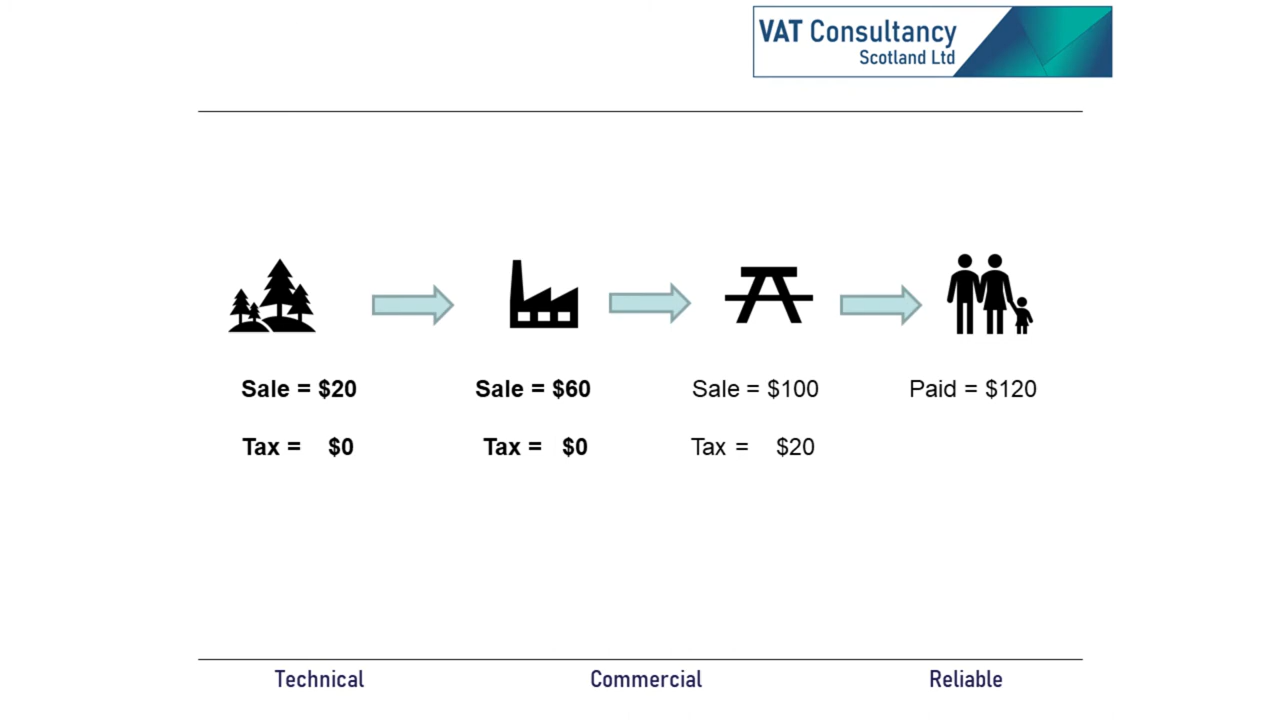 VAT Consultancy
Scotland Ltd
Sale = $20
Sale = $60
Sale = $100
Paid = $120
Tax = $0
Tax = $0
Tax = $20
Technical
Commercial
Reliable